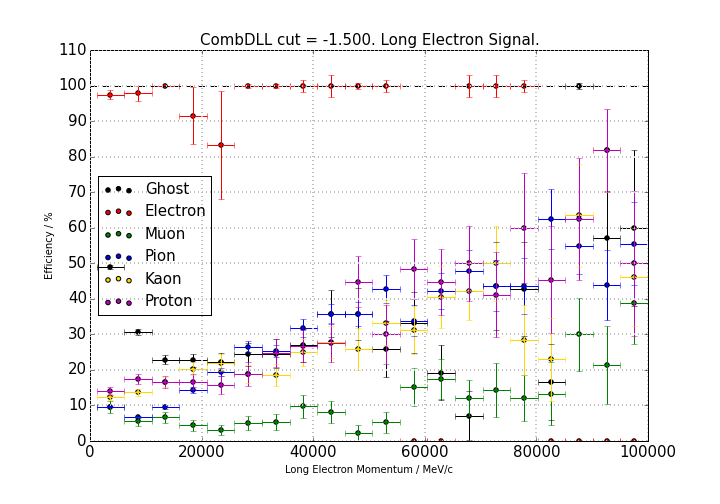 CombDLL cut = -1.500. Long Electron Signal.
110
100
90
80
70
60
50
40
30
20
10
0
Efficiency / %
Ghost
Electron
Muon
Pion
Kaon
Proton
0 20000 40000 60000 80000 100000
Long Electron Momentum / MeV/c